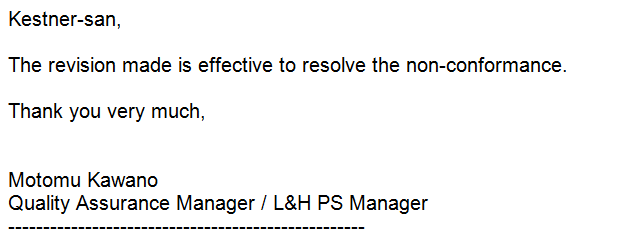 Kestner-san,
The revision made is effective to resolve the non-conformance.
Thank you very much,
Motomu Kawano
Quality Assurance Manager / L&H PS Manager
---------------------------------------------------